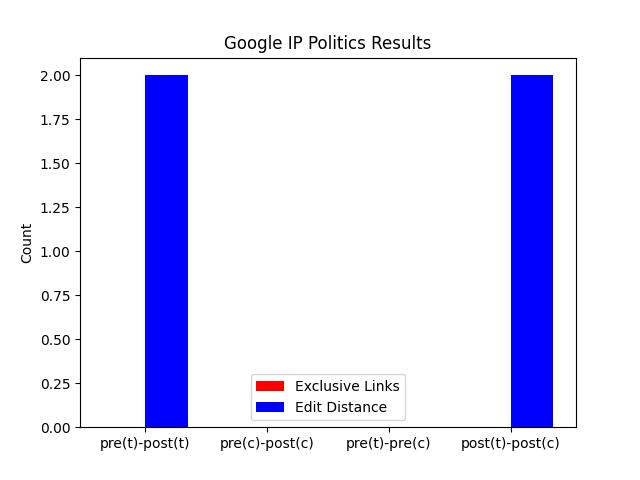 Google IP Politics Results
Count
2.00
1.75
1.50
1.25
1.00
0.75
0.50
0.25
0.00
Exclusive Links
Edit Distance
pre(t)-post(t) pre(c)-post(c) pre(t)-pre(c) post(t)-post(c)